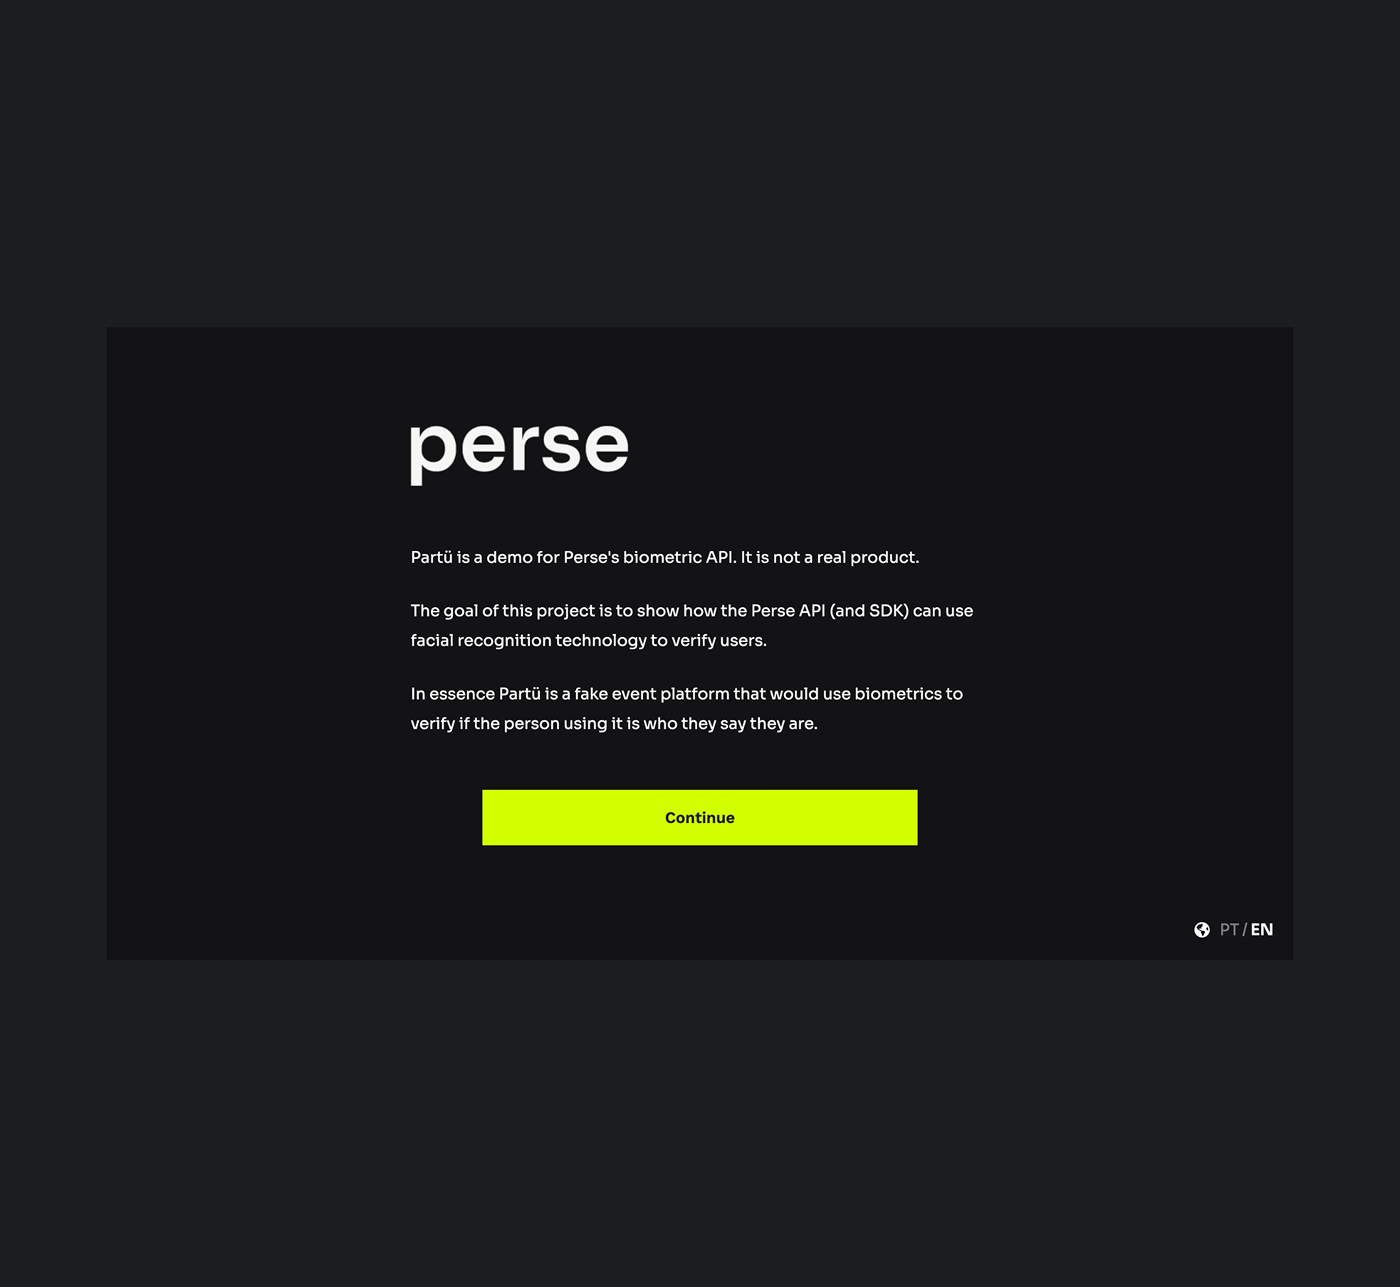 perse
Partü is a demo for Perse's biometric API. It is not a real product.
The goal of this project is to show how the Perse API (and SDK) can use
facial recognition technology to verify users.
In essence Partü is a fake event platform that would use biometrics to
verify if the person using it is who they say they are.
Continue
PT / EN